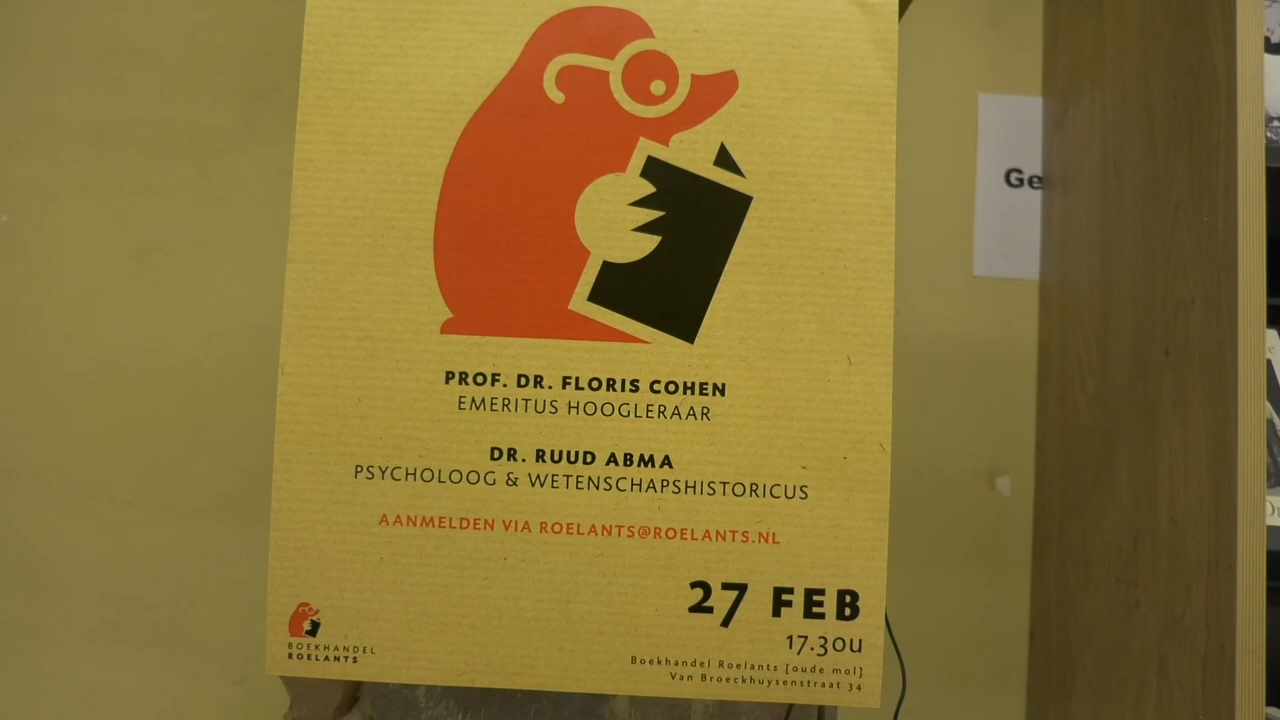 PROF. DR. FLORIS COHEN
EMERITUS HOOGLERAAR
DR. RUUD ABMA
PSYCHOLOOG & WETENSCHAPSHISTORICUS
AANMELDEN VIA ROELANTS@ROELANTS.NL
27 FEB
17.30U
Boekhandel Roelants [oude mol]
Van Broeckhuysenstraat 34
BOEKHANDEL
ROELANTS
Ge